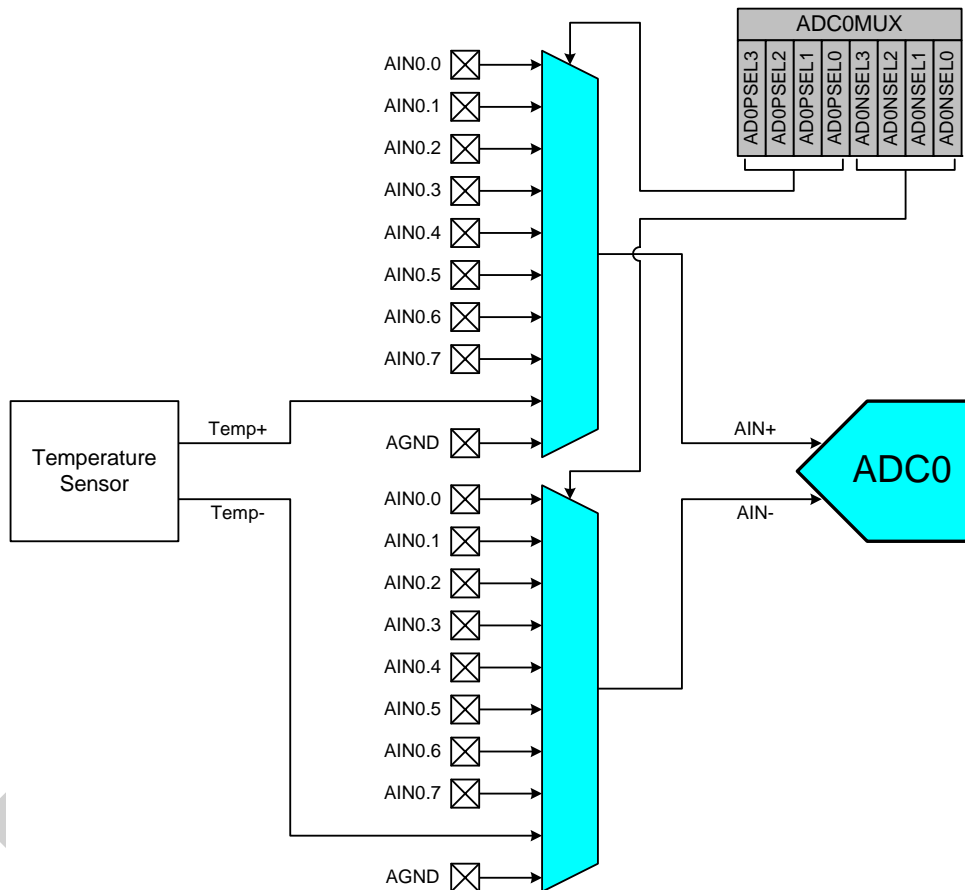 ADC0MUX
AD0PSEL3
AD0PSEL2
AD0PSEL1
AD0PSEL0
AD0NSEL3
AD0NSEL2
AD0NSEL1
AD0NSEL0
AIN0.0
AIN0.1
AIN0.2
AIN0.3
AIN0.4
AIN0.5
AIN0.6
AIN0.7
Temp+
AGND
Temperature
Sensor
Temp-
AIN+
ADC0
AIN-
AIN0.0
AIN0.1
AIN0.2
AIN0.3
AIN0.4
AIN0.5
AIN0.6
AIN0.7
AGND